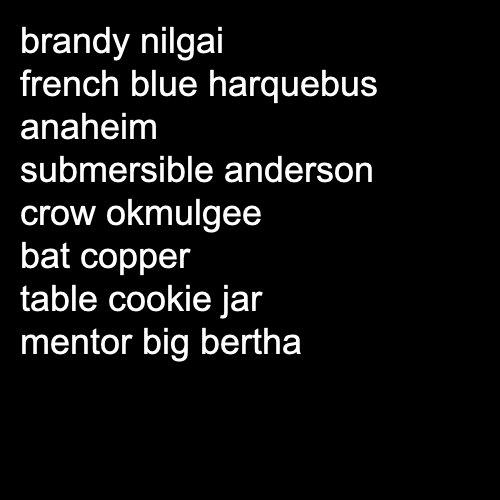 brandy nilgai
french blue harquebus
anaheim
submersible anderson
crow okmulgee
bat copper
table cookie jar
mentor big bertha